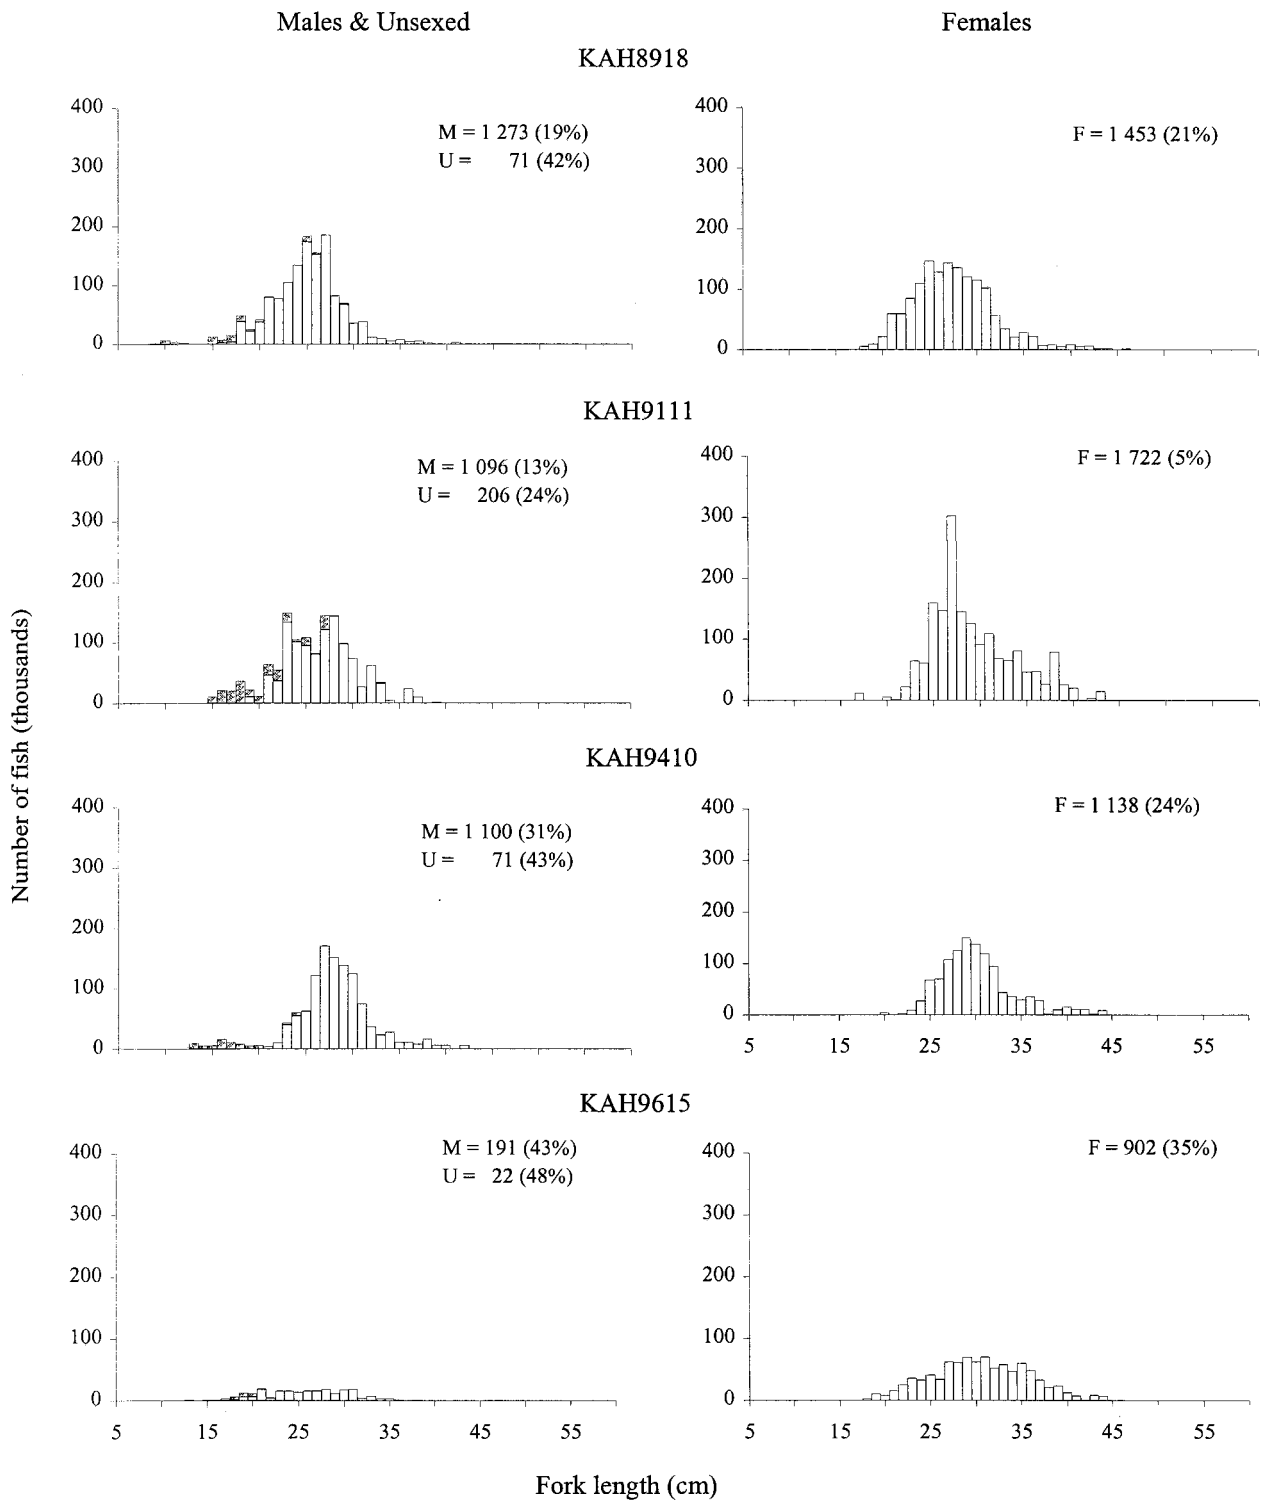 Males & Unsexed Females
KAH8918
400 400
M = 1 273 (19%) F = 1 453 (21%)
U = 71 (42%)
300 300
200 200
100 100
0 0
KAH9111
400 400
M = 1 096 (13%) F = 1 722 (5%)
U = 206 (24%)
300 300
200 200
100 100
0 0
Number of fish (thousands)
KAH9410
400 400
M = 1 100 (31%) F = 1 138 (24%)
U = 71 (43%)
300 300
200 200
100 100
0 0
5 15 25 35 45 55
KAH9615
M = 191 (43%) F = 902 (35%)
400 400
U = 22 (48%)
300 300
200 200
100 100
0 0
5 15 25 35 45 55 5 15 25 35 45 55
Fork length (cm)